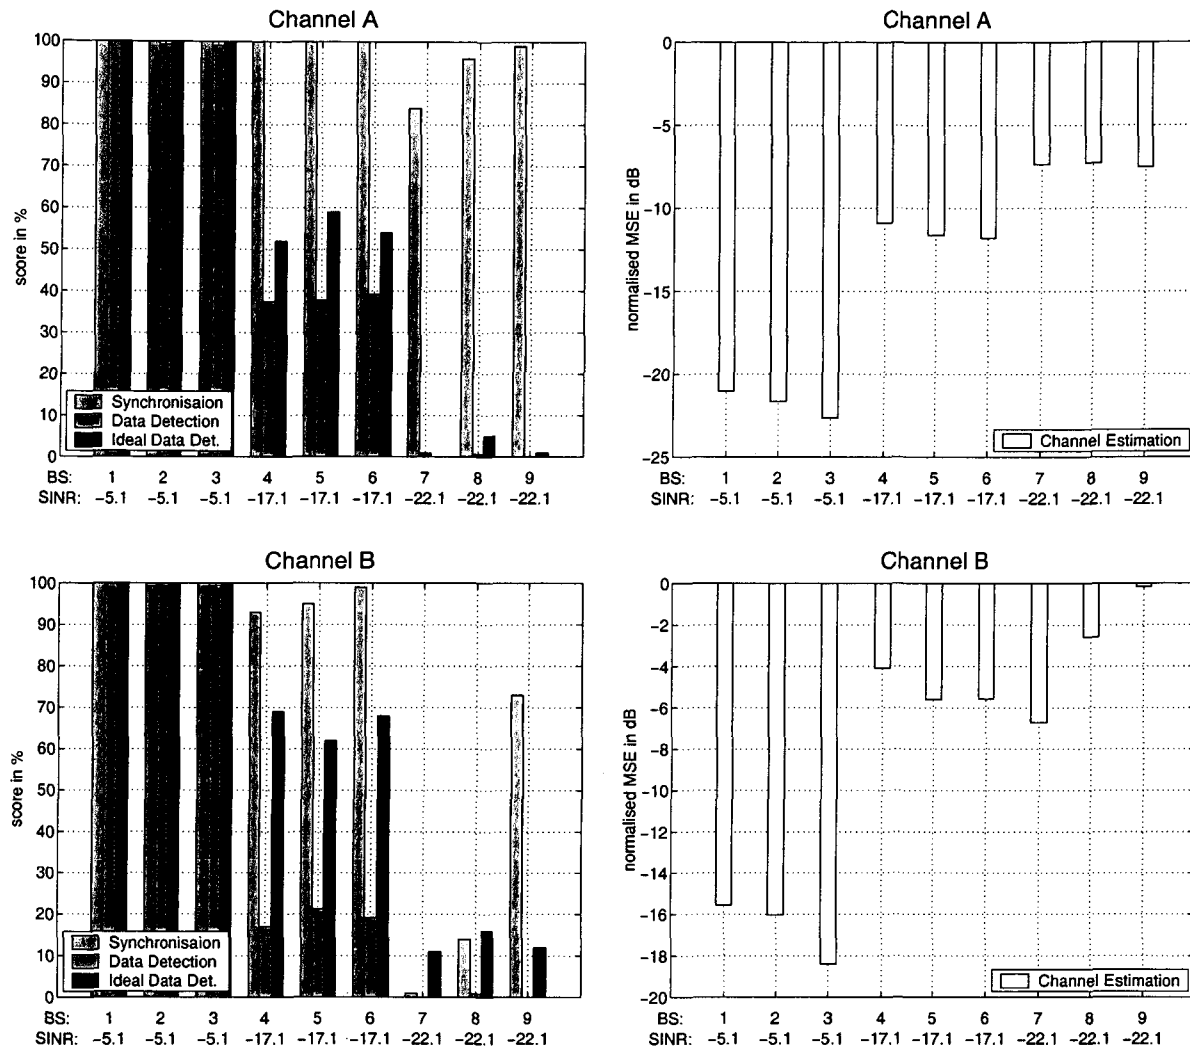 Channel A
100
90
80
70
60
50
40
30
20
10
0
score in %
Synchronisaion
Data Detection
Ideal Data Det.
BS: 1 2 3 4 5 6 7 8 9
SINR: −5.1 −5.1 −5.1 −17.1 −17.1 −17.1 −22.1 −22.1 −22.1
Channel A
0
−5
−10
−15
−20
−25
normalised MSE in dB
Channel Estimation
BS: 1 2 3 4 5 6 7 8 9
SINR: −5.1 −5.1 −5.1 −17.1 −17.1 −17.1 −22.1 −22.1 −22.1
Channel B
100
90
80
70
60
50
40
30
20
10
0
score in %
Synchronisaion
Data Detection
Ideal Data Det.
BS: 1 2 3 4 5 6 7 8 9
SINR: −5.1 −5.1 −5.1 −17.1 −17.1 −17.1 −22.1 −22.1 −22.1
Channel B
0
−2
−4
−6
−8
−10
−12
−14
−16
−18
−20
normalised MSE in dB
Channel Estimation
BS: 1 2 3 4 5 6 7 8 9
SINR: −5.1 −5.1 −5.1 −17.1 −17.1 −17.1 −22.1 −22.1 −22.1